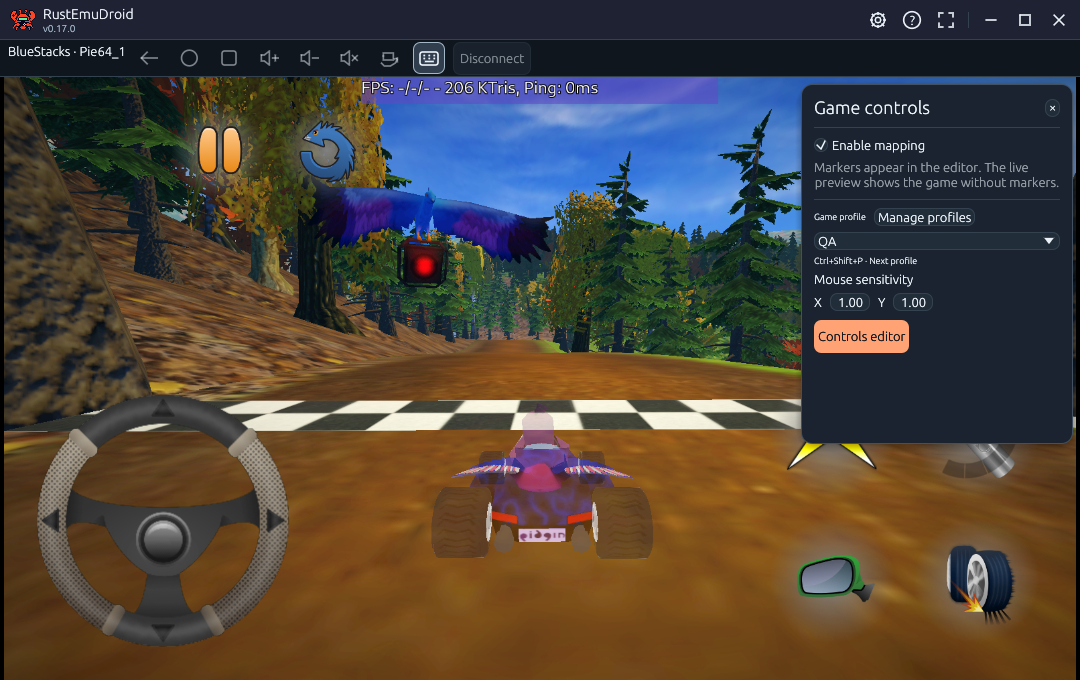 RustEmuDroid
v0.17.0
BlueStacks · Pie64_1
Disconnect
FPS: -/-/- - 206 KTris, Ping: 0ms
Game controls
Enable mapping
Markers appear in the editor. The live
preview shows the game without markers.
Game profile Manage profiles
QA
Ctrl+Shift+P · Next profile
Mouse sensitivity
X 1.00 Y 1.00
Controls editor
pidgin